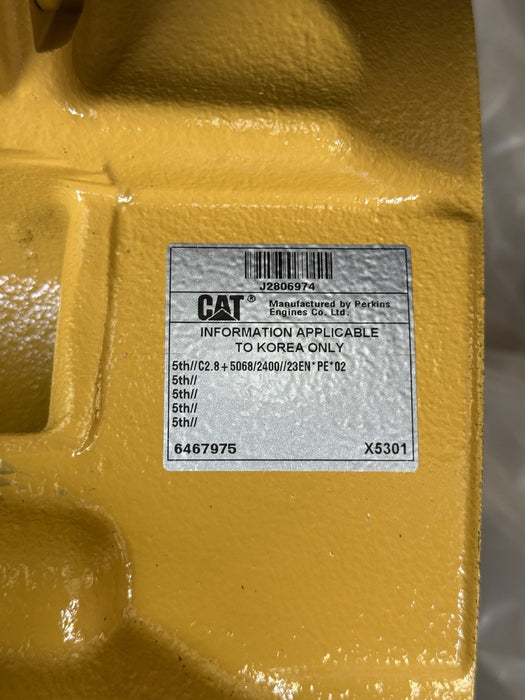 J2806974
CAT® Manufactured by Perkins
Engines Co. Ltd.
INFORMATION APPLICABLE
TO KOREA ONLY
5th//C2.8+5068/2400//23EN*PE*02
5th//
5th//
5th//
5th//
6467975 X5301